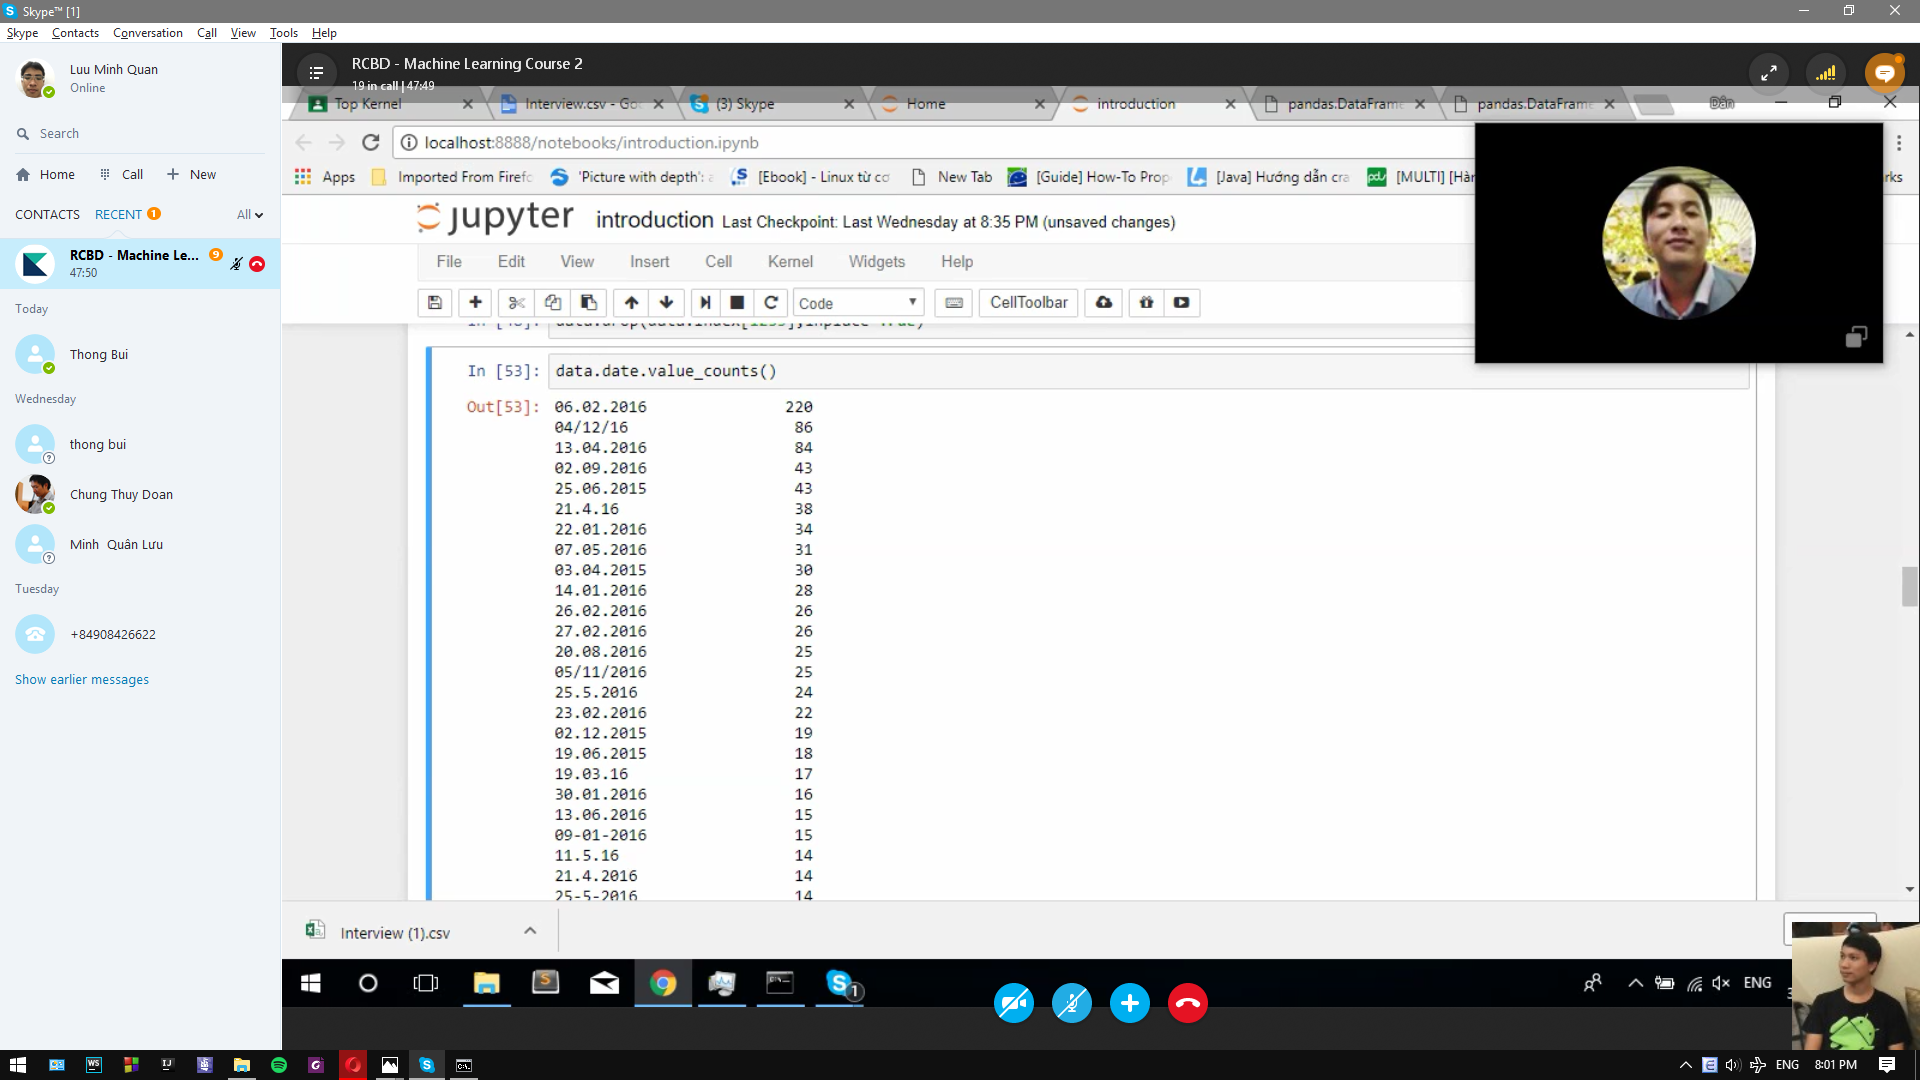 Skype™ [1]
Skype Contacts Conversation Call View Tools Help
Luu Minh Quan
Online
Search
Home Call New
CONTACTS RECENT 1 All
RCBD - Machine Le... 9
47:50
Today
Thong Bui
Wednesday
thong bui
Chung Thuy Doan
Minh Quân Lưu
Tuesday
+84908426622
Show earlier messages
RCBD - Machine Learning Course 2
19 in call | 47:49
Top Kernel Interview.csv - Goo (3) Skype Home introduction pandas.DataFrame pandas.DataFrame Dân
localhost:8888/notebooks/introduction.ipynb
Apps Imported From Firefo 'Picture with depth': a [Ebook] - Linux từ cơ New Tab [Guide] How-To Prop [Java] Hướng dẫn cra [MULTI] [Hàn rks
jupyter introduction Last Checkpoint: Last Wednesday at 8:35 PM (unsaved changes)
File Edit View Insert Cell Kernel Widgets Help
Code CellToolbar
In [53]: data.date.value_counts()
Out[53]: 06.02.2016 220
04/12/16 86
13.04.2016 84
02.09.2016 43
25.06.2015 43
21.4.16 38
22.01.2016 34
07.05.2016 31
03.04.2015 30
14.01.2016 28
26.02.2016 26
27.02.2016 26
20.08.2016 25
05/11/2016 25
25.5.2016 24
23.02.2016 22
02.12.2015 19
19.06.2015 18
19.03.16 17
30.01.2016 16
13.06.2016 15
09-01-2016 15
11.5.16 14
21.4.2016 14
25-5-2016 14
Interview (1).csv
1 ENG
ENG 8:01 PM